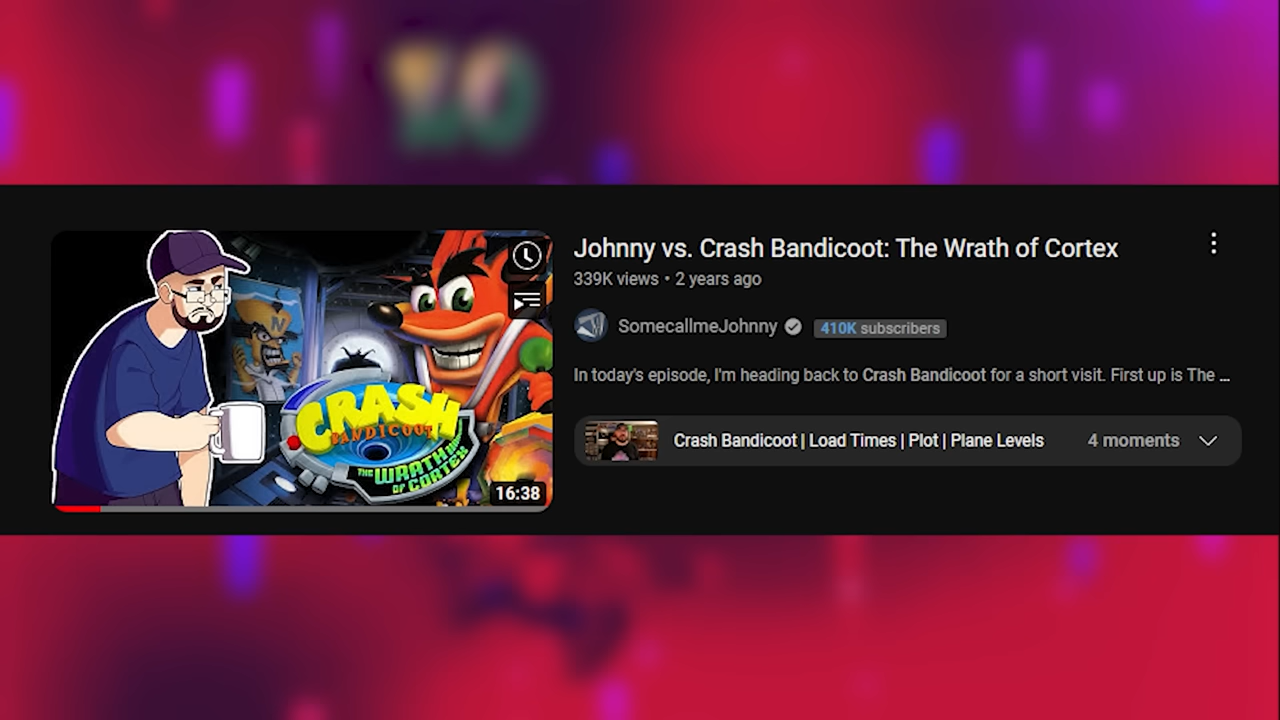 Johnny vs. Crash Bandicoot: The Wrath of Cortex
339K views • 2 years ago
SomecallmeJohnny
410K subscribers
In today's episode, I'm heading back to Crash Bandicoot for a short visit. First up is The ...
Crash Bandicoot | Load Times | Plot | Plane Levels
4 moments
N
CRASH
BANDICOOT
THE WRATH
OF CORTEX
16:38